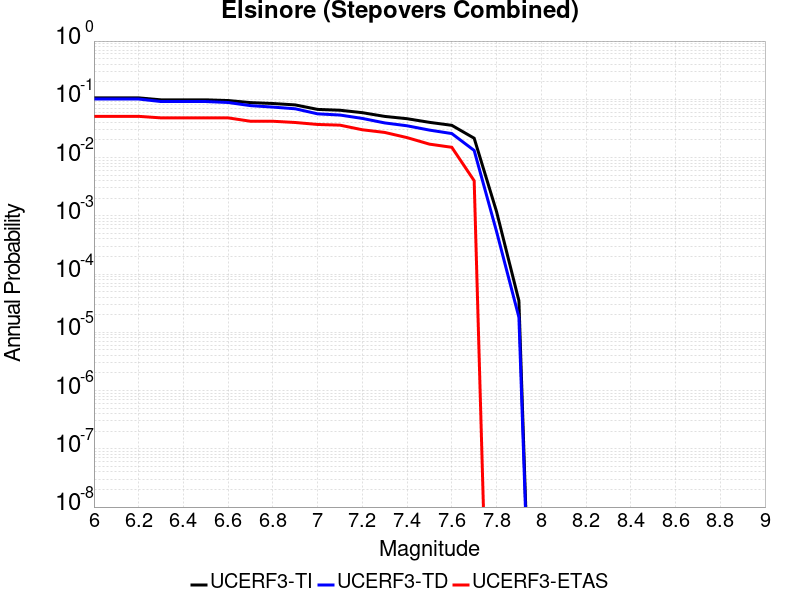 Elsinore (Stepovers Combined)
10^0
10^-1
10^-2
10^-3
10^-4
10^-5
10^-6
10^-7
10^-8
Annual Probability
6 6.2 6.4 6.6 6.8 7 7.2 7.4 7.6 7.8 8 8.2 8.4 8.6 8.8 9
Magnitude
UCERF3-TI UCERF3-TD UCERF3-ETAS